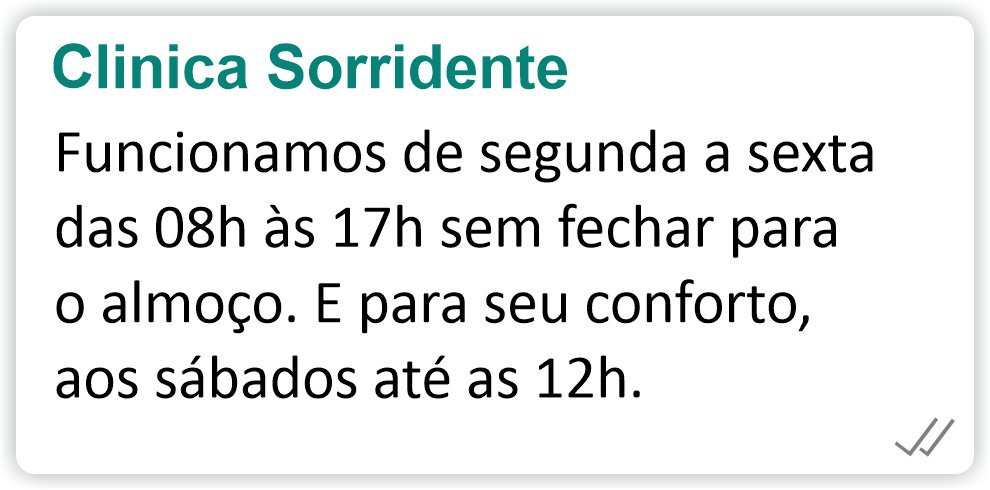 Clinica Sorridente
Funcionamos de segunda a sexta
das 08h às 17h sem fechar para
o almoço. E para seu conforto,
aos sábados até as 12h.